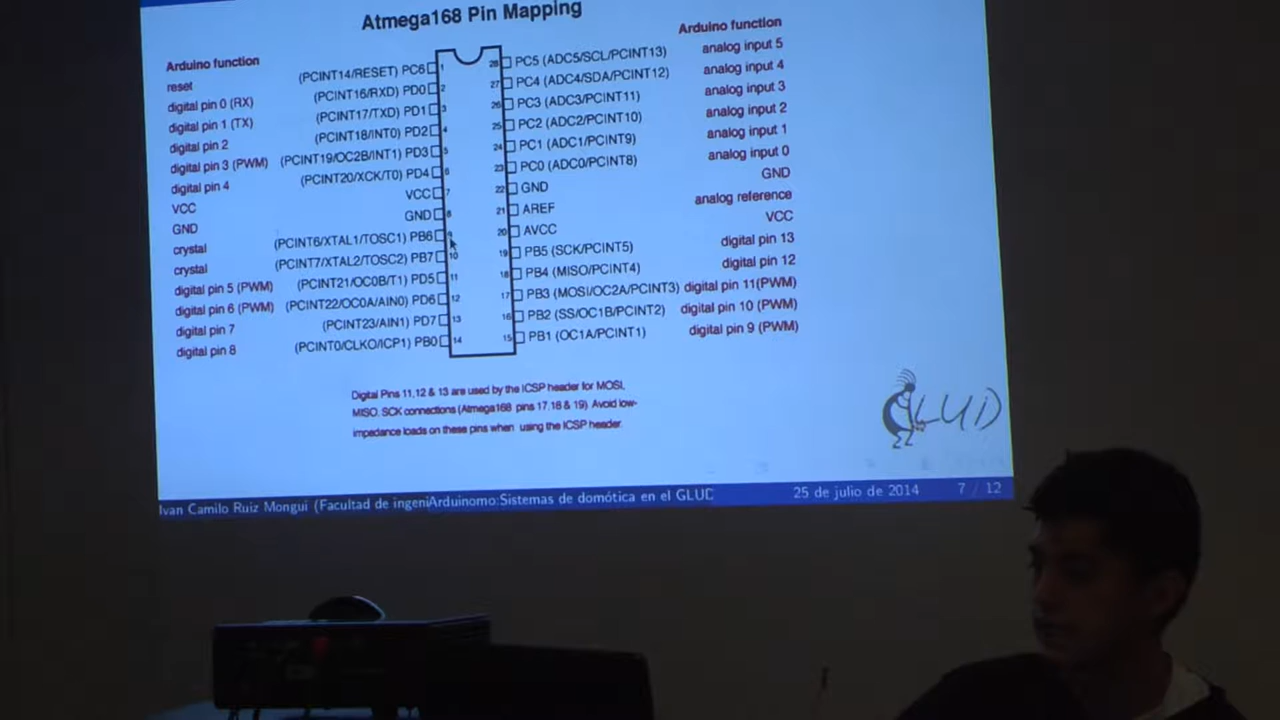 Atmega168 Pin Mapping
Arduino function
reset
digital pin 0 (RX)
digital pin 1 (TX)
digital pin 2
digital pin 3 (PWM)
digital pin 4
VCC
GND
crystal
crystal
digital pin 5 (PWM)
digital pin 6 (PWM)
digital pin 7
digital pin 8
(PCINT14/RESET) PC6 1
(PCINT16/RXD) PD0 2
(PCINT17/TXD) PD1 3
(PCINT18/INT0) PD2 4
(PCINT19/OC2B/INT1) PD3 5
(PCINT20/XCK/T0) PD4 6
VCC 7
GND 8
(PCINT6/XTAL1/TOSC1) PB6 9
(PCINT7/XTAL2/TOSC2) PB7 10
(PCINT21/OC0B/T1) PD5 11
(PCINT22/OC0A/AIN0) PD6 12
(PCINT23/AIN1) PD7 13
(PCINT0/CLKO/ICP1) PB0 14
28 PC5 (ADC5/SCL/PCINT13)
27 PC4 (ADC4/SDA/PCINT12)
26 PC3 (ADC3/PCINT11)
25 PC2 (ADC2/PCINT10)
24 PC1 (ADC1/PCINT9)
23 PC0 (ADC0/PCINT8)
22 GND
21 AREF
20 AVCC
19 PB5 (SCK/PCINT5)
18 PB4 (MISO/PCINT4)
17 PB3 (MOSI/OC2A/PCINT3)
16 PB2 (SS/OC1B/PCINT2)
15 PB1 (OC1A/PCINT1)
Arduino function
analog input 5
analog input 4
analog input 3
analog input 2
analog input 1
analog input 0
GND
analog reference
VCC
digital pin 13
digital pin 12
digital pin 11(PWM)
digital pin 10 (PWM)
digital pin 9 (PWM)
Digital Pins 11,12 & 13 are used by the ICSP header for MOSI,
MISO, SCK connections (Atmega168 pins 17,18 & 19). Avoid low-
impedance loads on these pins when using the ICSP header.
GLUD
Ivan Camilo Ruiz Mongui (Facultad de ingeni Arduinomo:Sistemas de domótica en el GLUD 25 de julio de 2014 7 / 12